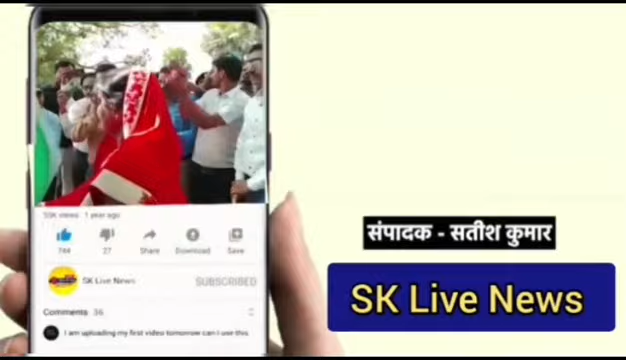 55K views 1 year ago
744
27
Share
Download
Save
SK Live News
SUBSCRIBED
Comments 36
I am uploading my first video tomorrow can I use this
संपादक - सतीश कुमार
SK Live News